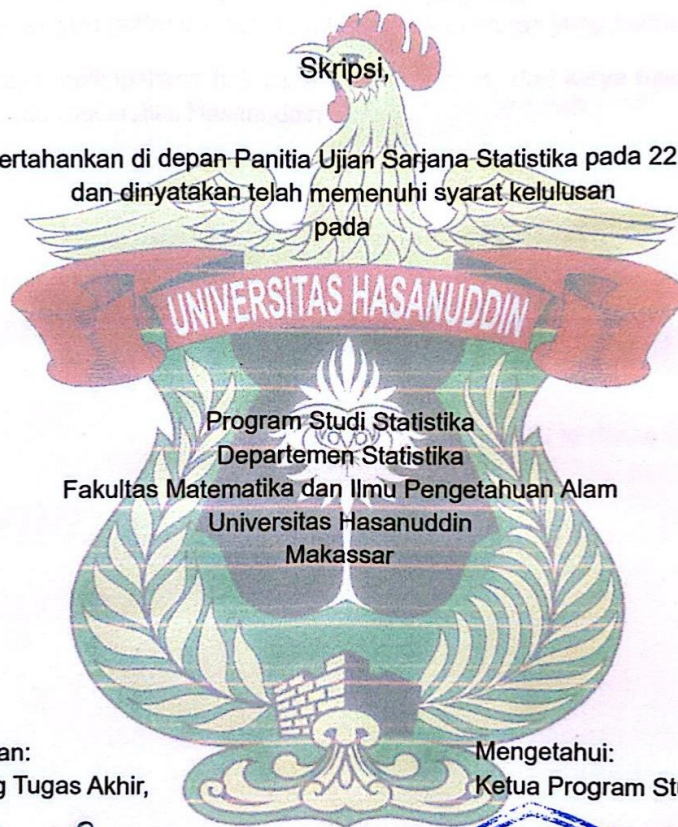 Skripsi,
ertahankan di depan Panitia Ujian Sarjana Statistika pada 22
dan dinyatakan telah memenuhi syarat kelulusan
pada
UNIVERSITAS HASANUDDIN
Program Studi Statistika
Departemen Statistika
Fakultas Matematika dan Ilmu Pengetahuan Alam
Universitas Hasanuddin
Makassar
an:
Mengetahui:
g Tugas Akhir,
Ketua Program Stu